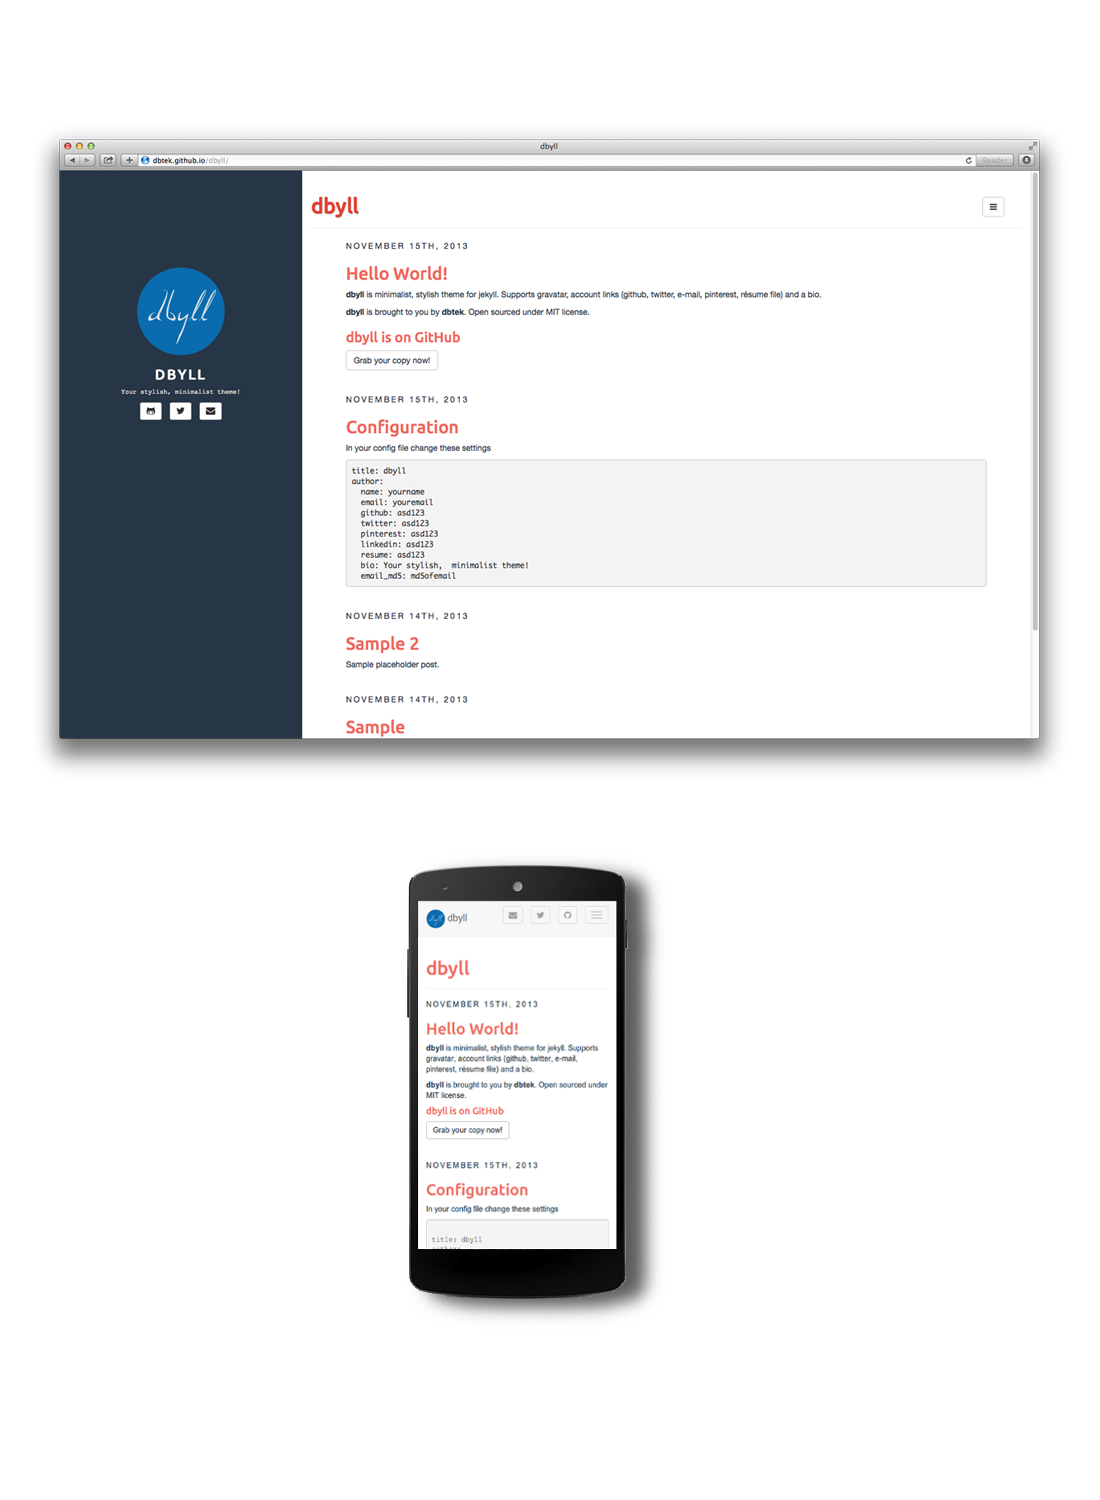 dbyll
dbtek.github.io/dbyll/
Reader
dbyll
dbyll
DBYLL
Your stylish, minimalist theme!
NOVEMBER 15TH, 2013
Hello World!
dbyll is minimalist, stylish theme for jekyll. Supports gravatar, account links (github, twitter, e-mail, pinterest, résume file) and a bio.
dbyll is brought to you by dbtek. Open sourced under MIT license.
dbyll is on GitHub
Grab your copy now!
NOVEMBER 15TH, 2013
Configuration
In your config file change these settings
title: dbyll
author:
name: yourname
email: youremail
github: asd123
twitter: asd123
pinterest: asd123
linkedin: asd123
resume: asd123
bio: Your stylish,  minimalist theme!
email_md5: md5ofemail
NOVEMBER 14TH, 2013
Sample 2
Sample placeholder post.
NOVEMBER 14TH, 2013
Sample
dbyll dbyll
dbyll
NOVEMBER 15TH, 2013
Hello World!
dbyll is minimalist, stylish theme for jekyll. Supports
gravatar, account links (github, twitter, e-mail,
pinterest, résume file) and a bio.
dbyll is brought to you by dbtek. Open sourced under
MIT license.
dbyll is on GitHub
Grab your copy now!
NOVEMBER 15TH, 2013
Configuration
In your config file change these settings
title: dbyll
author: